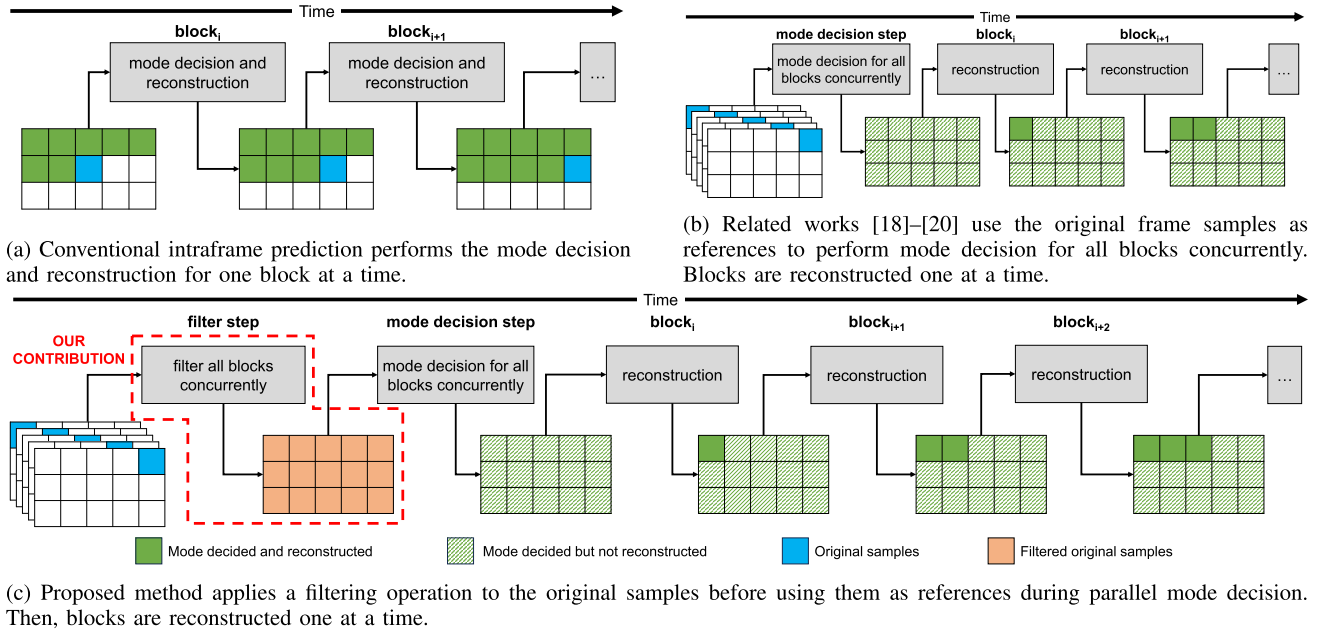 Time
block_i
block_{i+1}
mode decision and
reconstruction
mode decision and
reconstruction
...
(a) Conventional intraframe prediction performs the mode decision
and reconstruction for one block at a time.
Time
mode decision step
block_i
block_{i+1}
mode decision for all
blocks concurrently
reconstruction
reconstruction
...
(b) Related works [18]–[20] use the original frame samples as
references to perform mode decision for all blocks concurrently.
Blocks are reconstructed one at a time.
Time
filter step
mode decision step
block_i
block_{i+1}
block_{i+2}
OUR
CONTRIBUTION
filter all blocks
concurrently
mode decision for all
blocks concurrently
reconstruction
reconstruction
reconstruction
...
Mode decided and reconstructed
Mode decided but not reconstructed
Original samples
Filtered original samples
(c) Proposed method applies a filtering operation to the original samples before using them as references during parallel mode decision.
Then, blocks are reconstructed one at a time.